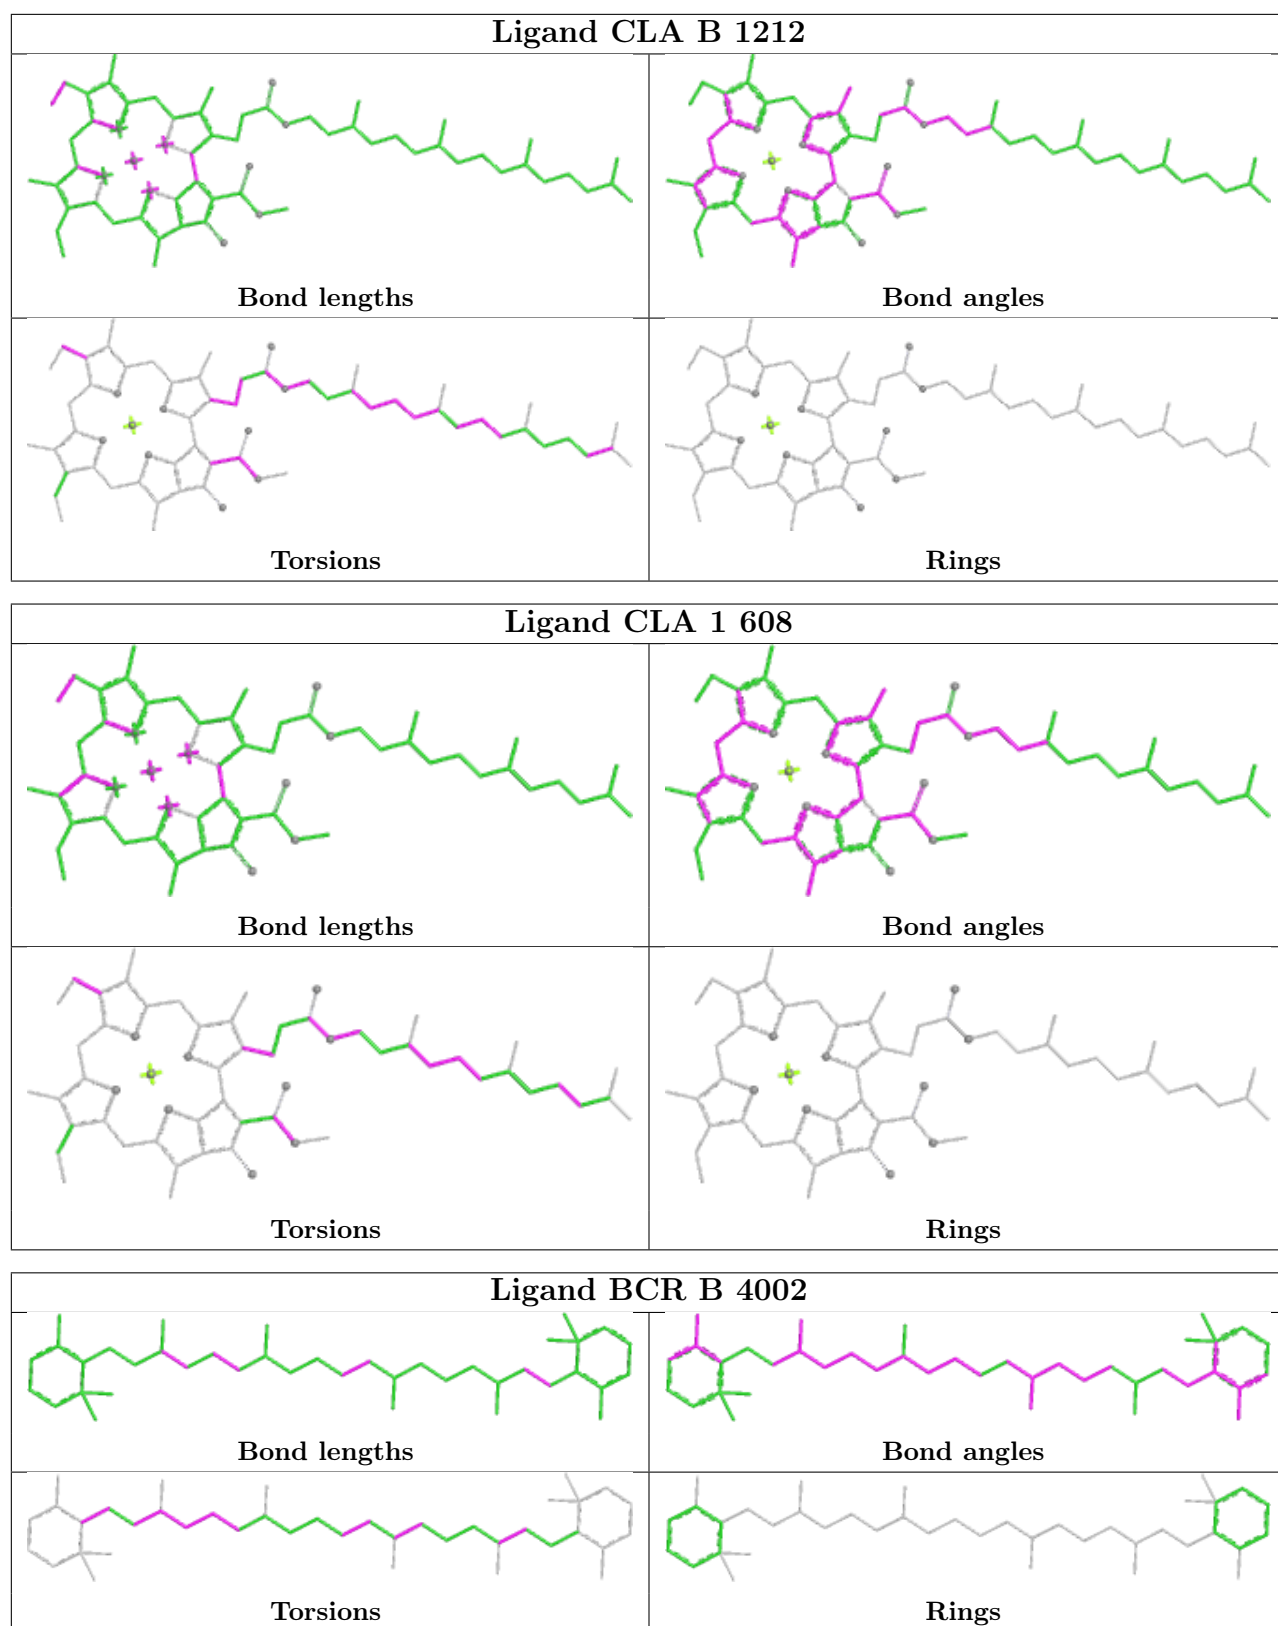 Ligand CLA B 1212
Bond lengths
Bond angles
Torsions
Rings
Ligand CLA 1 608
Bond lengths
Bond angles
Torsions
Rings
Ligand BCR B 4002
Bond lengths
Bond angles
Torsions
Rings